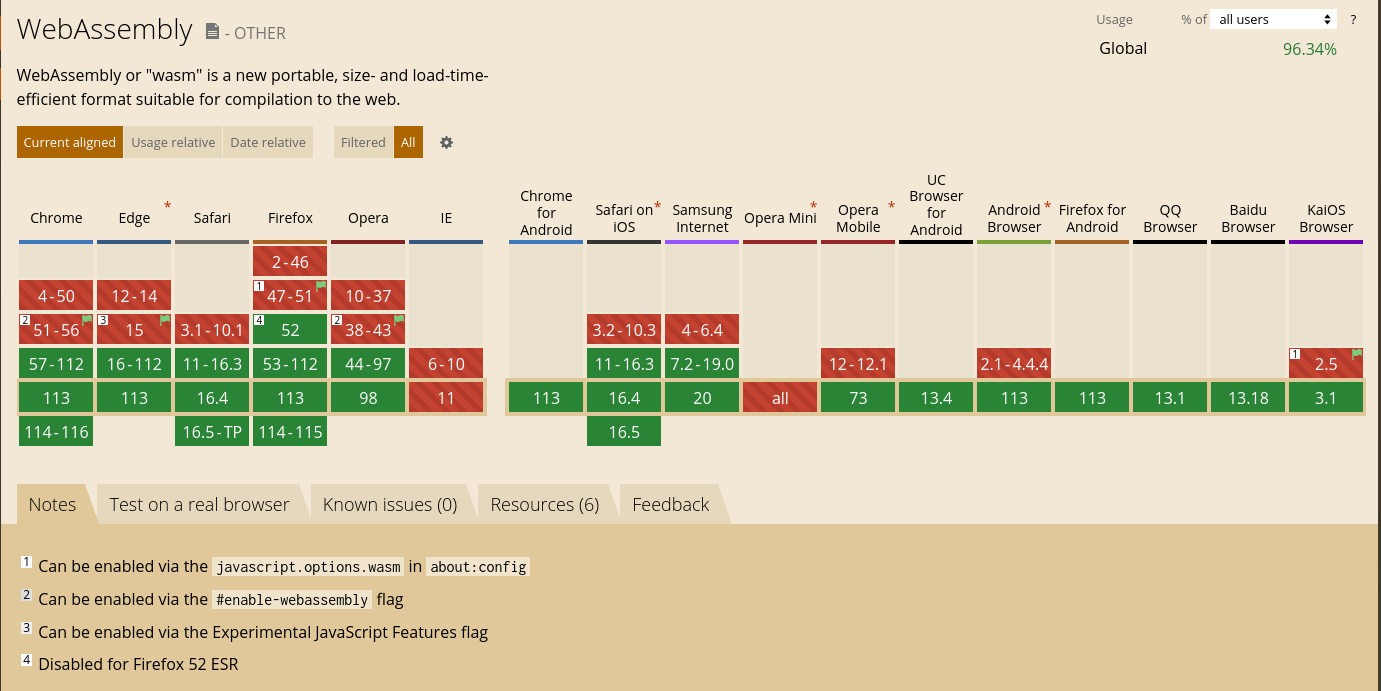 WebAssembly - OTHER
Usage % of all users ?
Global 96.34%
WebAssembly or "wasm" is a new portable, size- and load-time-
efficient format suitable for compilation to the web.
Current aligned Usage relative Date relative Filtered All
Chrome Edge * Safari Firefox Opera IE Chrome for Android Safari on iOS * Samsung Internet Opera Mini * Opera Mobile * UC Browser for Android Android Browser * Firefox for Android QQ Browser Baidu Browser KaiOS Browser
2-46
4-50 12-14 1 47-51 10-37
2 51-56 3 15 3.1-10.1 4 52 2 38-43 3.2-10.3 4-6.4
57-112 16-112 11-16.3 53-112 44-97 6-10 11-16.3 7.2-19.0 12-12.1 2.1-4.4.4 1 2.5
113 113 16.4 113 98 11 113 16.4 20 all 73 13.4 113 113 13.1 13.18 3.1
114-116 16.5-TP 114-115 16.5
Notes Test on a real browser Known issues (0) Resources (6) Feedback
1 Can be enabled via the javascript.options.wasm in about:config
2 Can be enabled via the #enable-webassembly flag
3 Can be enabled via the Experimental JavaScript Features flag
4 Disabled for Firefox 52 ESR